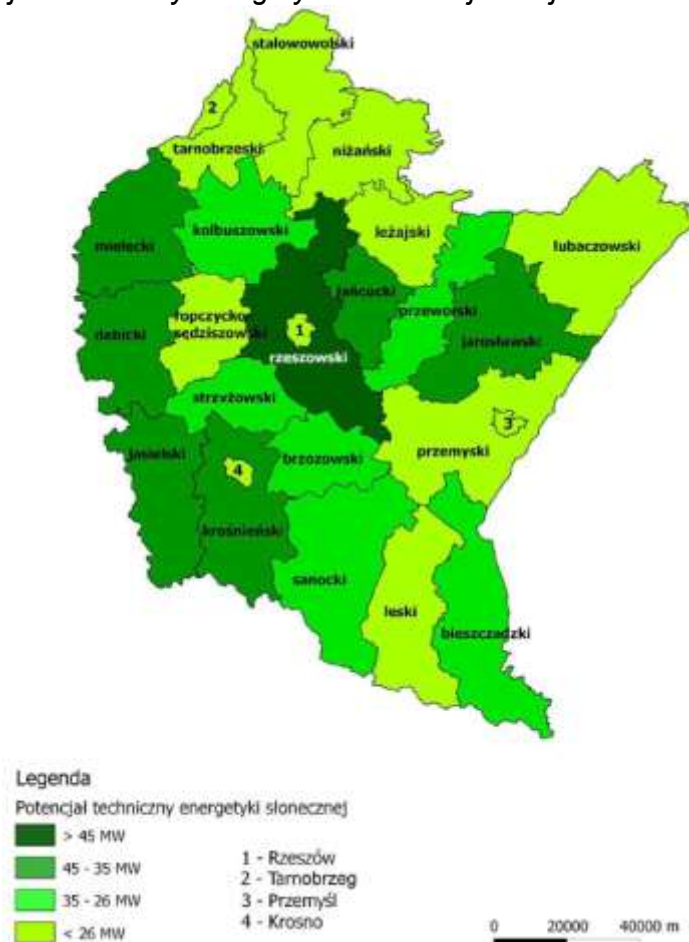 stalowowolski
2
tarnobrzeski
niżański
mielecki
kolbuszowski
leżajski
lubaczowski
łańcucki
przeworski
dębicki
ropczycko-
sędziszowski
1
rzeszowski
jarosławski
strzyżowski
3
jasielski
4
brzozowski
przemyski
krośnieński
sanocki
leski
bieszczadzki
Legenda
Potencjał techniczny energetyki słonecznej
> 45 MW
45 - 35 MW
35 - 26 MW
< 26 MW
1 - Rzeszów
2 - Tarnobrzeg
3 - Przemyśl
4 - Krosno
0 20000 40000 m